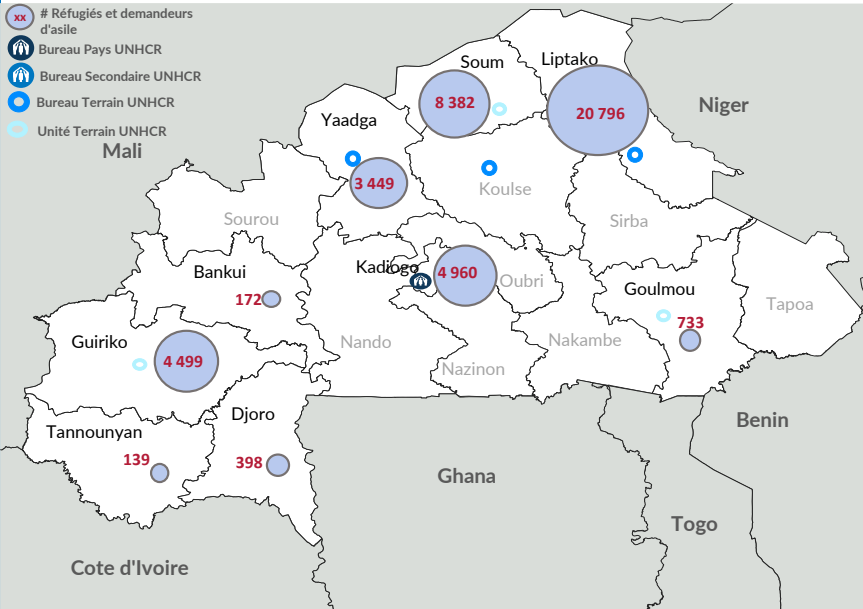 xx # Réfugiés et demandeurs
d'asile
Bureau Pays UNHCR
Bureau Secondaire UNHCR
Bureau Terrain UNHCR
Unité Terrain UNHCR
Soum
Liptako
8 382
20 796
Niger
Yaadga
Mali
3 449
Koulse
Sourou
Sirba
Bankui
Kadiogo
4 960
Oubri
Goulmou
172
Tapoa
733
Guiriko
Nando
Nakambe
4 499
Nazinon
Djoro
Benin
Tannounyan
139
398
Ghana
Togo
Cote d'Ivoire